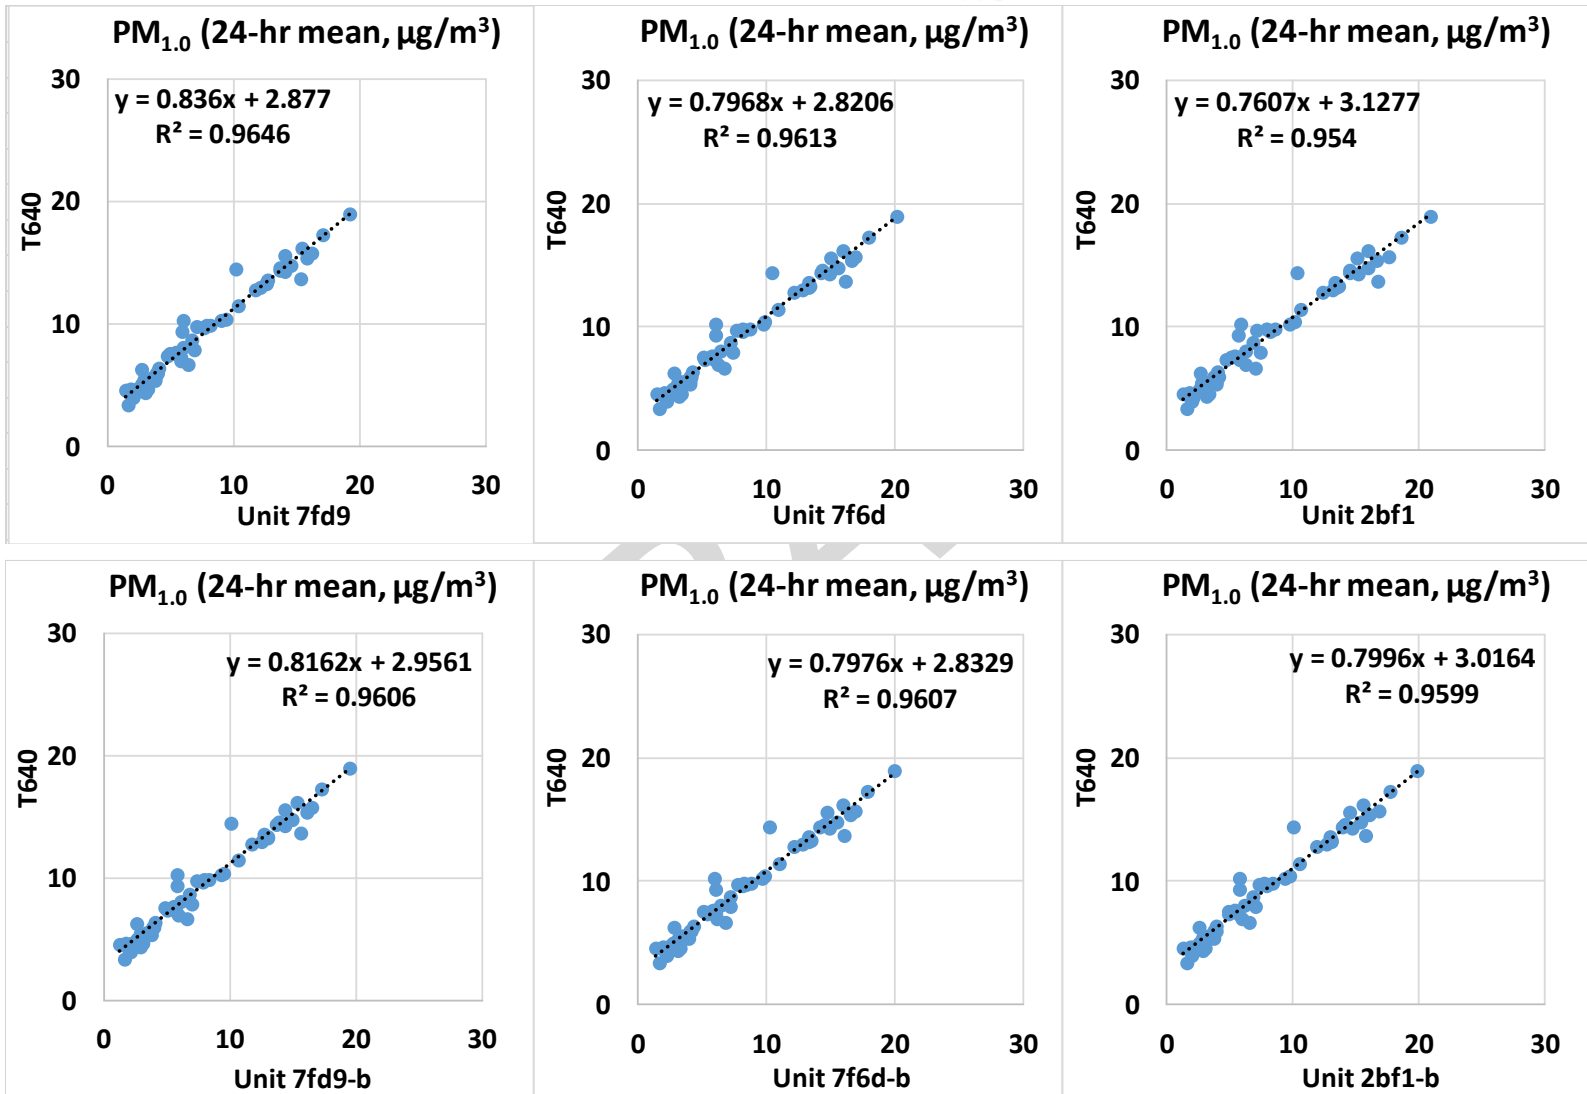 PM1.0 (24-hr mean, µg/m³)
y = 0.836x + 2.877
R² = 0.9646
30
20
10
0
T640
0 10 20 30
Unit 7fd9
PM1.0 (24-hr mean, µg/m³)
y = 0.7968x + 2.8206
R² = 0.9613
30
20
10
0
T640
0 10 20 30
Unit 7f6d
PM1.0 (24-hr mean, µg/m³)
y = 0.7607x + 3.1277
R² = 0.954
30
20
10
0
T640
0 10 20 30
Unit 2bf1
PM1.0 (24-hr mean, µg/m³)
y = 0.8162x + 2.9561
R² = 0.9606
30
20
10
0
T640
0 10 20 30
Unit 7fd9-b
PM1.0 (24-hr mean, µg/m³)
y = 0.7976x + 2.8329
R² = 0.9607
30
20
10
0
T640
0 10 20 30
Unit 7f6d-b
PM1.0 (24-hr mean, µg/m³)
y = 0.7996x + 3.0164
R² = 0.9599
30
20
10
0
T640
0 10 20 30
Unit 2bf1-b